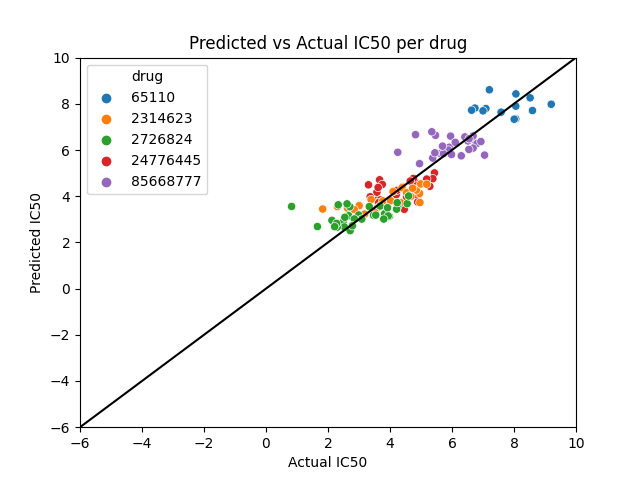 Predicted vs Actual IC50 per drug
drug
65110
2314623
2726824
24776445
85668777
10
8
6
4
2
0
−2
−4
−6
Predicted IC50
−6 −4 −2 0 2 4 6 8 10
Actual IC50